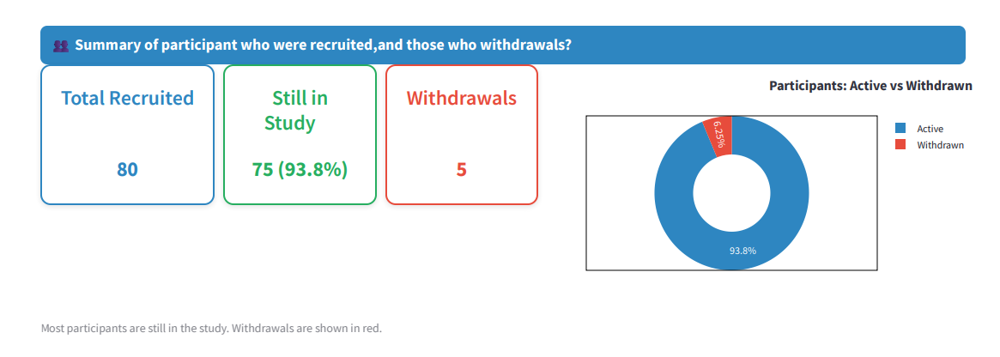 Summary of participant who were recruited,and those who withdrawals?
Total Recruited
80
Still in
Study
75 (93.8%)
Withdrawals
5
Participants: Active vs Withdrawn
6.25%
93.8%
Active
Withdrawn
Most participants are still in the study. Withdrawals are shown in red.